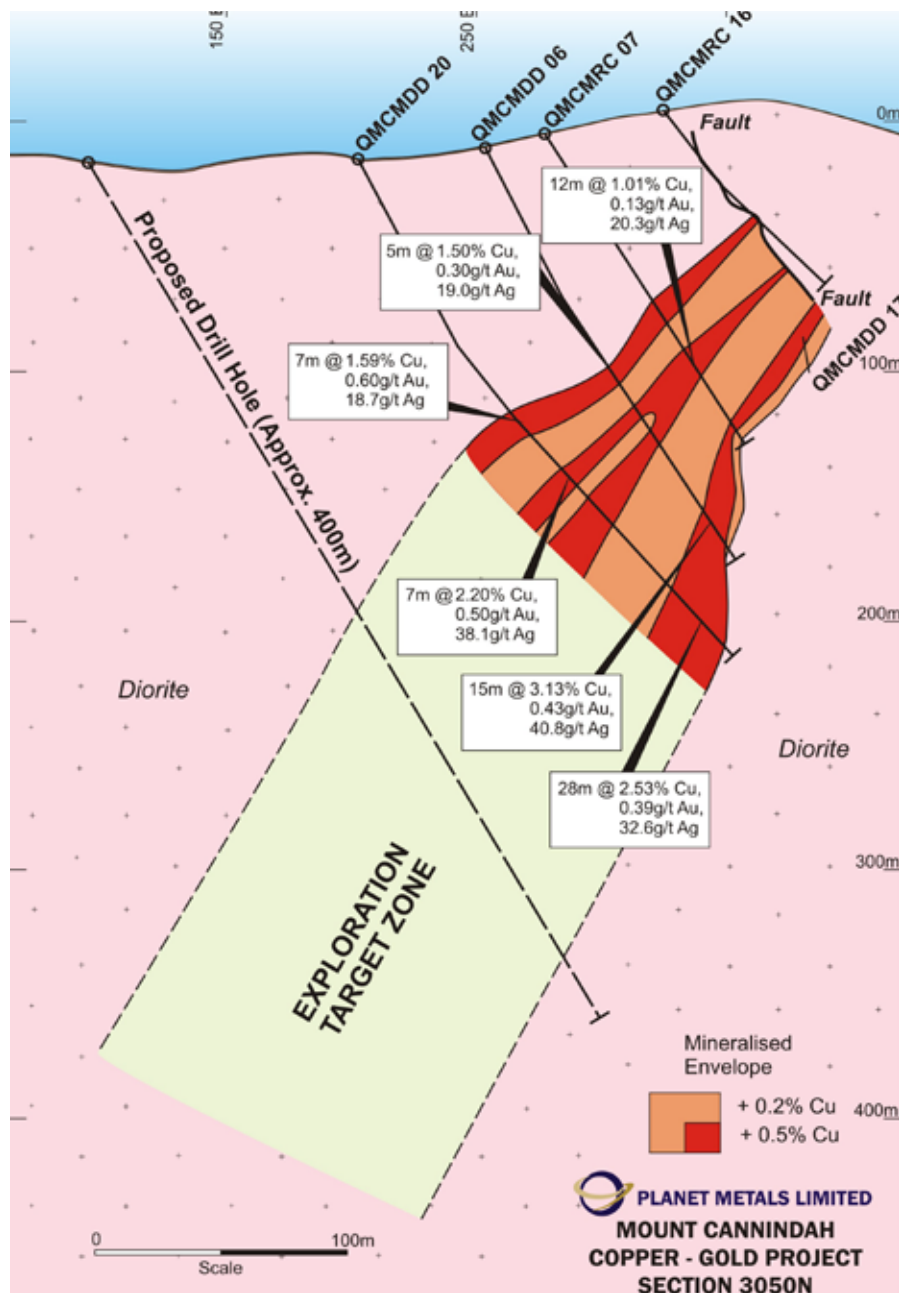 150 E
250 E
QMCMDD 20
QMCMDD 06
QMCMRC 07
QMCMRC 16
Fault
0m
12m @ 1.01% Cu,
0.13g/t Au,
20.3g/t Ag
5m @ 1.50% Cu,
0.30g/t Au,
19.0g/t Ag
Fault
QMCMDD 17
7m @ 1.59% Cu,
0.60g/t Au,
18.7g/t Ag
100m
Proposed Drill Hole (Approx. 400m)
7m @ 2.20% Cu,
0.50g/t Au,
38.1g/t Ag
200m
15m @ 3.13% Cu,
0.43g/t Au,
40.8g/t Ag
Diorite
Diorite
28m @ 2.53% Cu,
0.39g/t Au,
32.6g/t Ag
300m
EXPLORATION
TARGET ZONE
Mineralised
Envelope
+ 0.2% Cu
+ 0.5% Cu
400m
PLANET METALS LIMITED
MOUNT CANNINDAH
COPPER - GOLD PROJECT
SECTION 3050N
0
100m
Scale